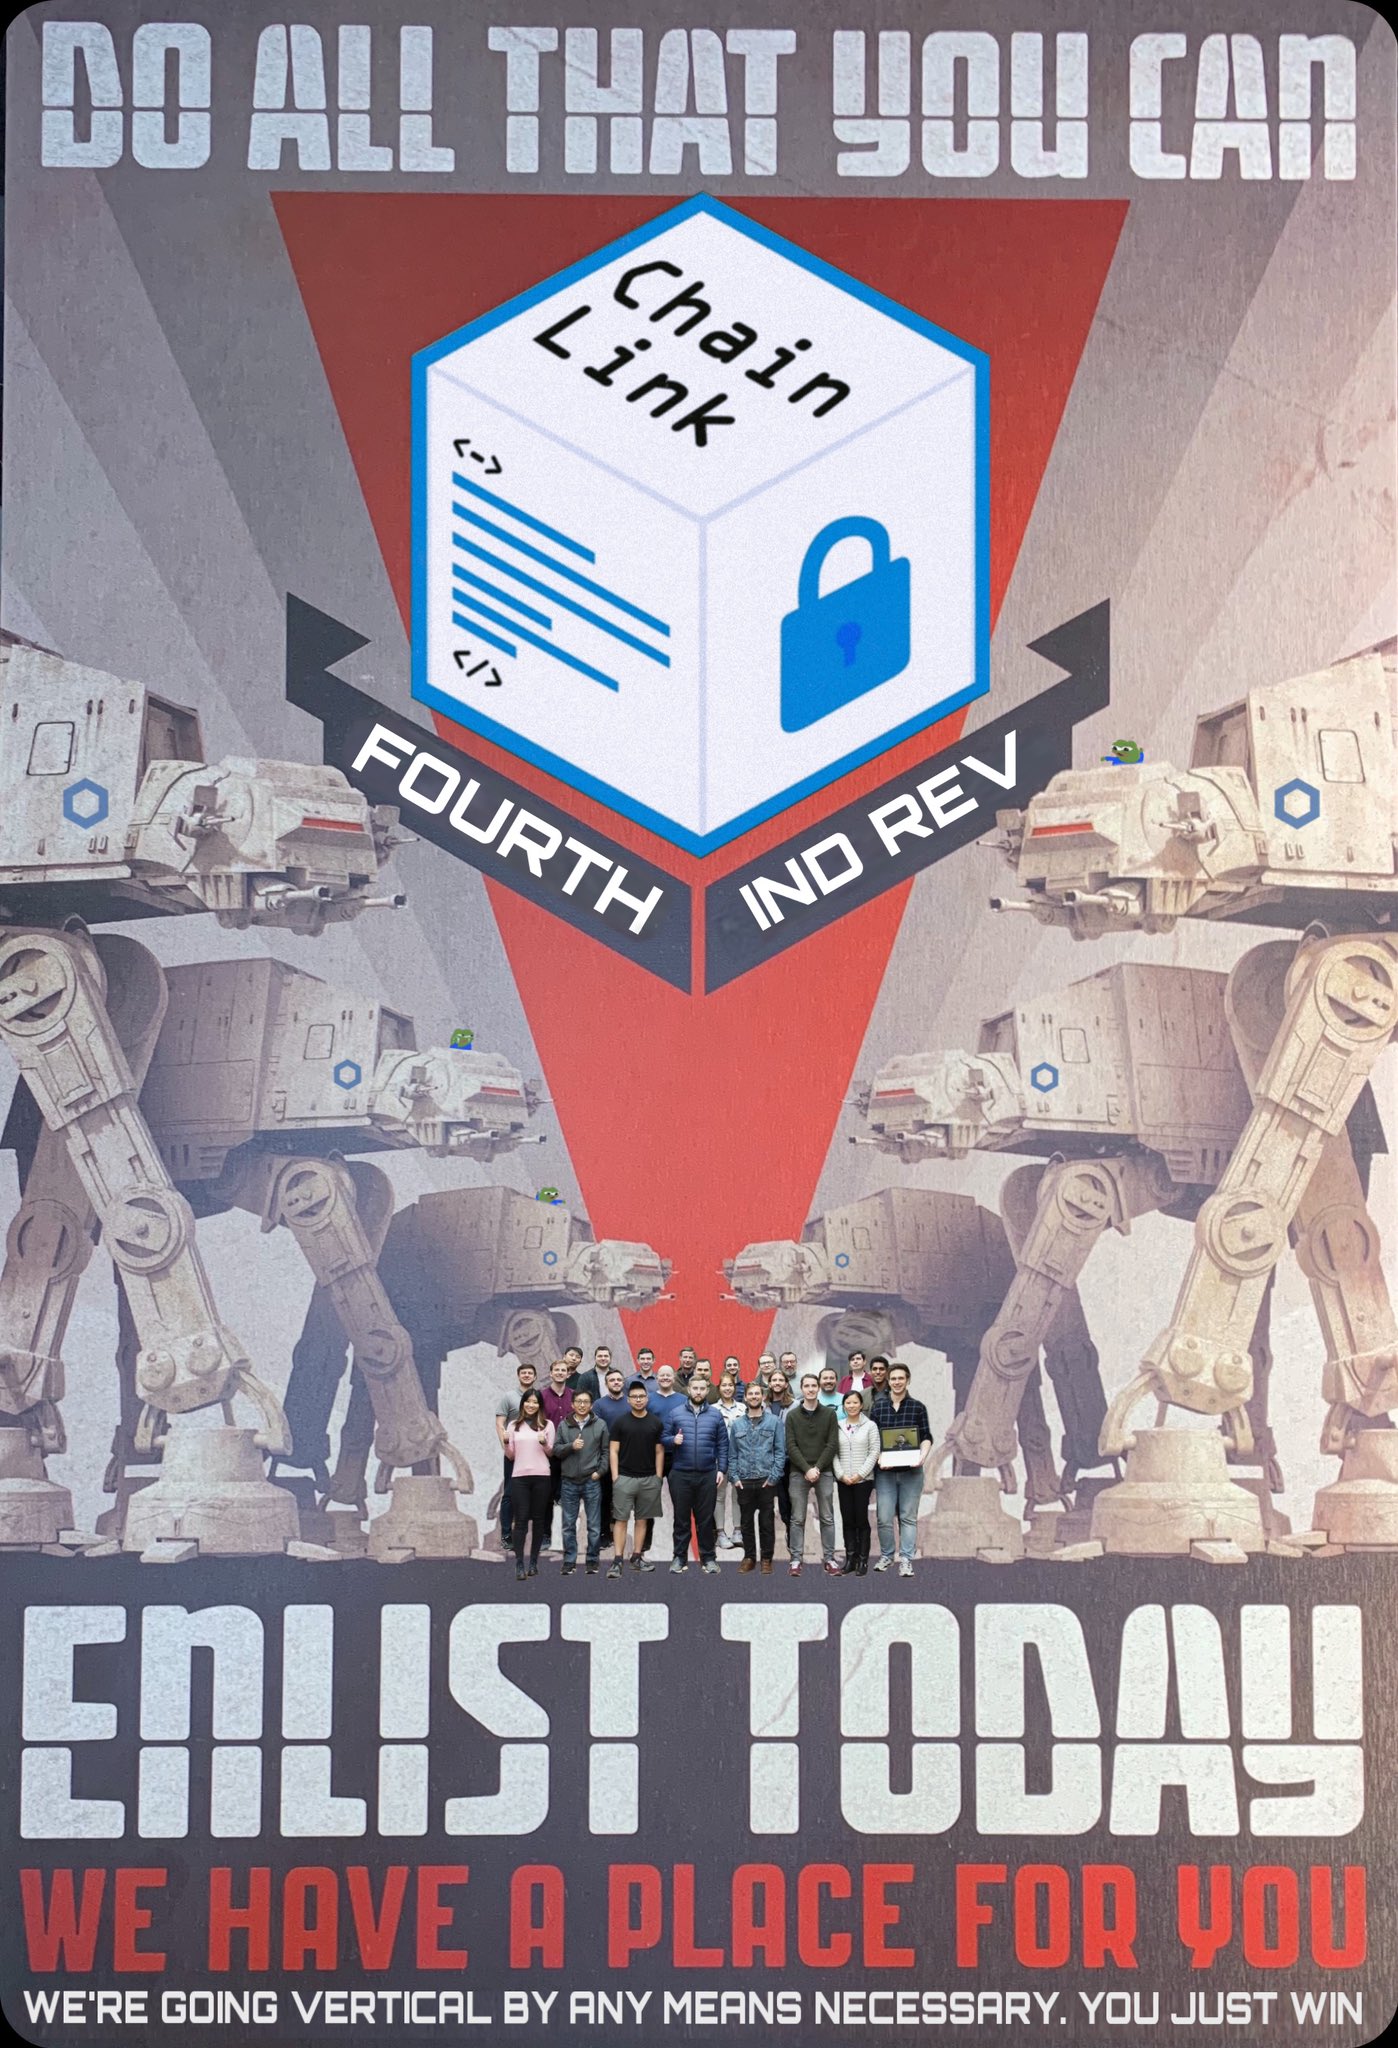 DO ALL THAT YOU CAN
Chain
Link
<->
</>
FOURTH
IND REV
ENLIST TODAY
WE HAVE A PLACE FOR YOU
WE'RE GOING VERTICAL BY ANY MEANS NECESSARY. YOU JUST WIN